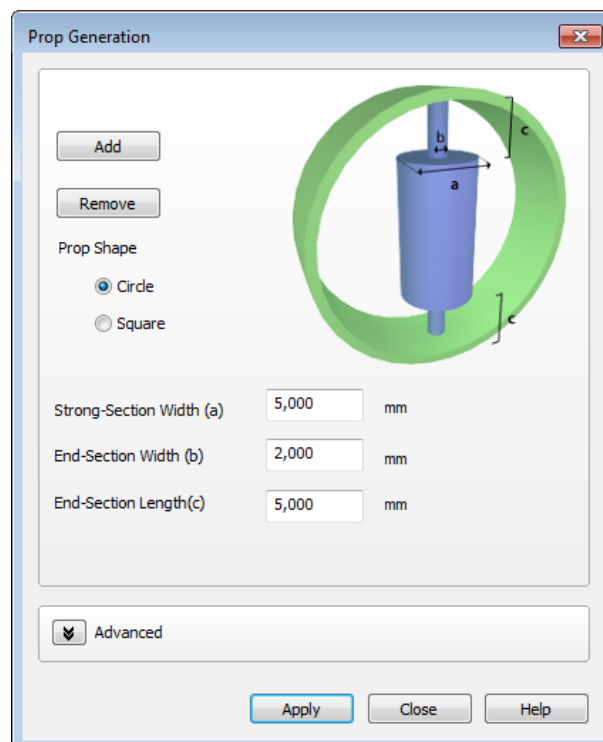 Prop Generation
Add
Remove
Prop Shape
Circle
Square
c
b
a
c
Strong-Section Width (a) 5,000 mm
End-Section Width (b) 2,000 mm
End-Section Length(c) 5,000 mm
Advanced
Apply Close Help